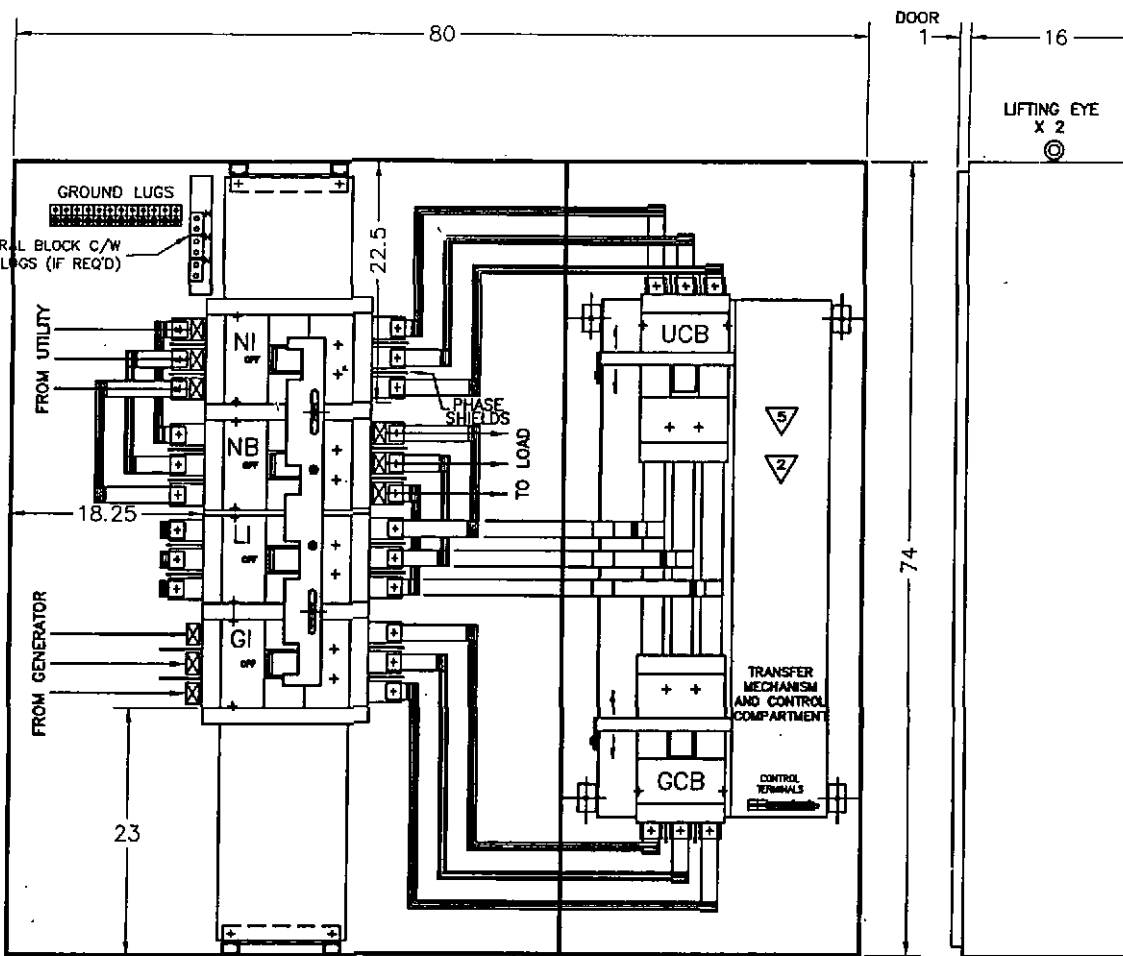 80
DOOR
1
16
LIFTING EYE
X 2
GROUND LUGS
RAL BLOCK C/W
LUGS (IF REQ'D)
22.5
FROM UTILITY
NI
OFF
UCB
PHASE
SHIELDS
5
NB
OFF
TO LOAD
2
18.25
LI
OFF
74
FROM GENERATOR
GI
OFF
TRANSFER
MECHANISM
AND CONTROL
COMPARTMENT
GCB
CONTROL
TERMINALS
23